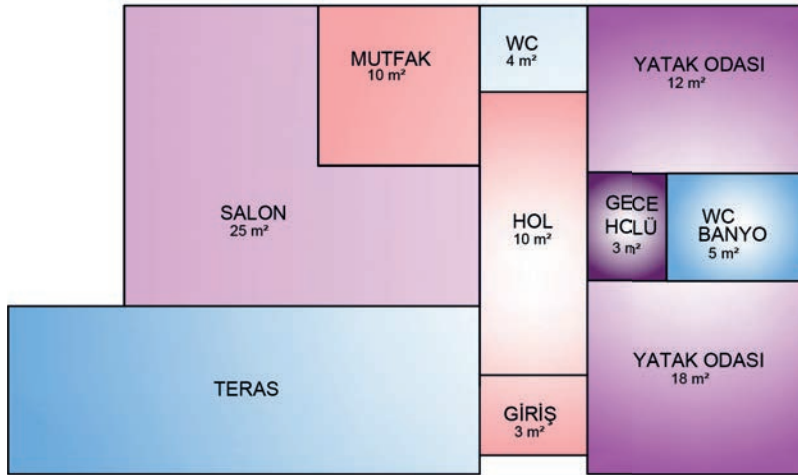 MUTFAK
10 m²
WC
4 m²
YATAK ODASI
12 m²
SALON
25 m²
HOL
10 m²
GECE
HOLÜ
3 m²
WC
BANYO
5 m²
TERAS
YATAK ODASI
18 m²
GİRİŞ
3 m²